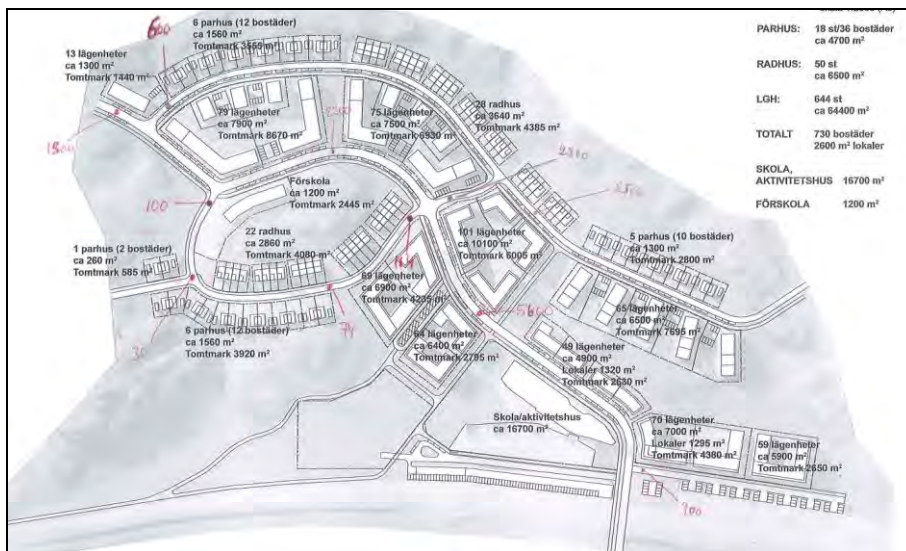 PARHUS: 18 st/36 bostäder
ca 4700 m²
RADHUS: 50 st
ca 6500 m²
LGH: 644 st
ca 64400 m²
TOTALT 730 bostäder
2600 m² lokaler
SKOLA,
AKTIVITETSHUS 16700 m²
FÖRSKOLA 1200 m²
600
6 parhus (12 bostäder)
ca 1560 m²
Tomtmark 3555 m²
13 lägenheter
ca 1300 m²
Tomtmark 1440 m²
28 radhus
ca 3640 m²
Tomtmark 4385 m²
79 lägenheter
ca 7900 m²
Tomtmark 8670 m²
75 lägenheter
ca 7500 m²
Tomtmark 6930 m²
100
Förskola
ca 1200 m²
Tomtmark 2445 m²
22 radhus
ca 2860 m²
Tomtmark 4080 m²
101 lägenheter
ca 10100 m²
Tomtmark 6005 m²
5 parhus (10 bostäder)
ca 1300 m²
Tomtmark 2800 m²
1 parhus (2 bostäder)
ca 260 m²
Tomtmark 585 m²
69 lägenheter
ca 6900 m²
Tomtmark 4235 m²
65 lägenheter
ca 6500 m²
Tomtmark 7695 m²
5600
6 parhus (12 bostäder)
ca 1560 m²
Tomtmark 3920 m²
30
74
64 lägenheter
ca 6400 m²
Tomtmark 2795 m²
49 lägenheter
ca 4900 m²
Lokaler 1320 m²
Tomtmark 2630 m²
Skola/aktivitetshus
ca 16700 m²
70 lägenheter
ca 7000 m²
Lokaler 1295 m²
Tomtmark 4380 m²
59 lägenheter
ca 5900 m²
Tomtmark 2650 m²